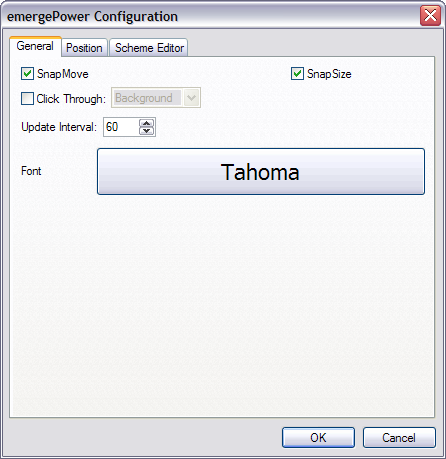 emergePower Configuration
General Position Scheme Editor
SnapMove SnapSize
Click Through: Background
Update Interval: 60
Font Tahoma
OK Cancel